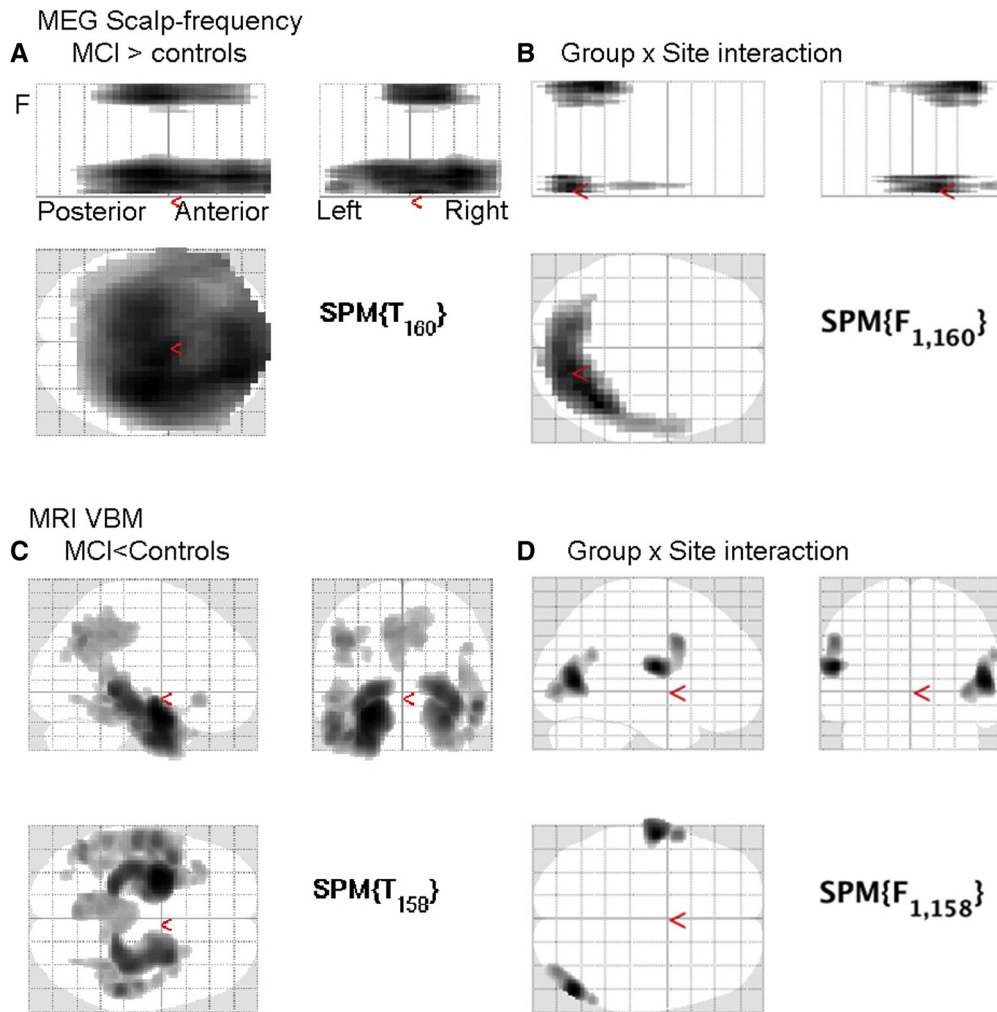 MEG Scalp-frequency
A MCI > controls
B Group x Site interaction
F
Posterior Anterior
Left Right
SPM{T160}
SPM{F1,160}
MRI VBM
C MCI<Controls
D Group x Site interaction
SPM{T158}
SPM{F1,158}